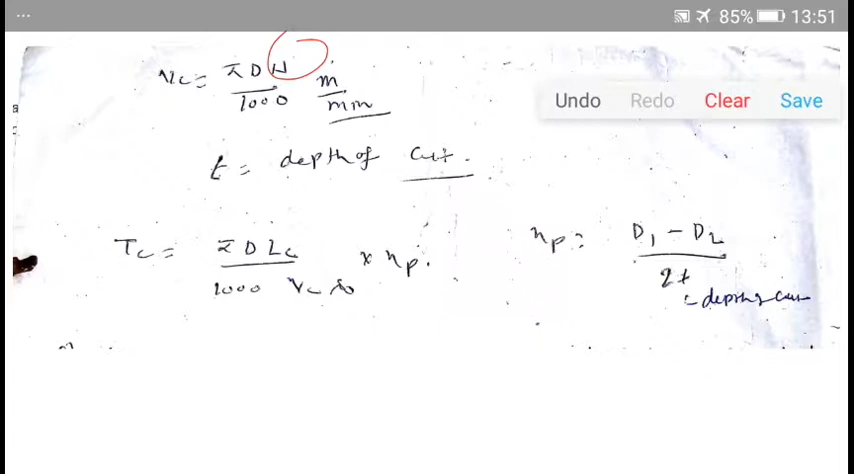 ... 85% 13:51
Vc = πDN/1000 m/min
Undo Redo Clear Save
t = depth of cut.
Tc = πDLc/1000 Vc so × np.
np = D1 - D2/2t
= depth of cut